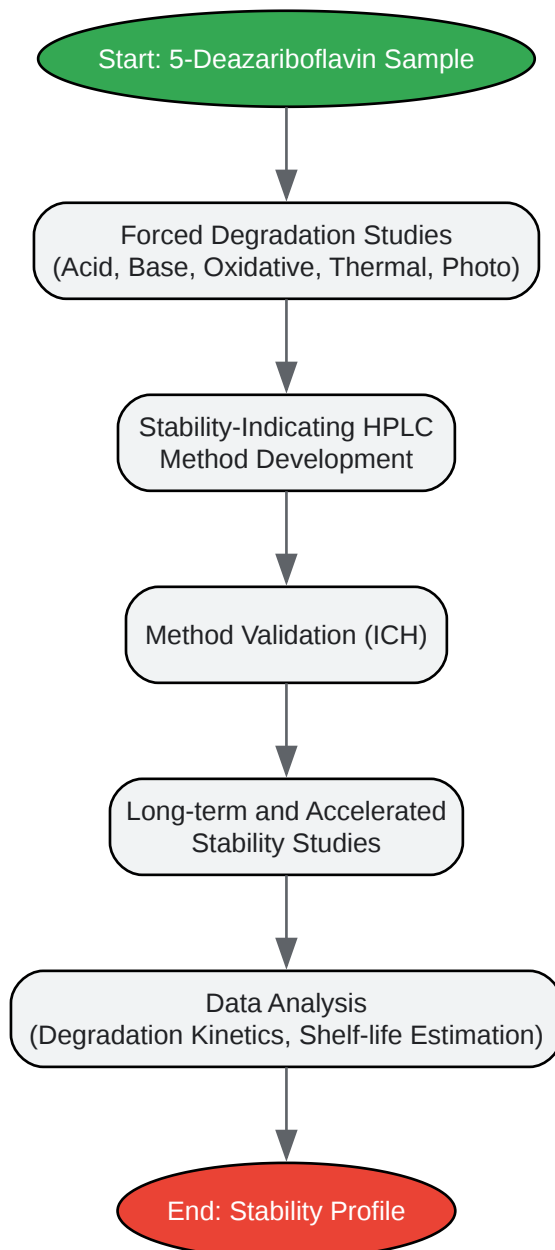 Start: 5-Deazariboflavin Sample
Forced Degradation Studies
(Acid, Base, Oxidative, Thermal, Photo)
Stability-Indicating HPLC
Method Development
Method Validation (ICH)
Long-term and Accelerated
Stability Studies
Data Analysis
(Degradation Kinetics, Shelf-life Estimation)
End: Stability Profile